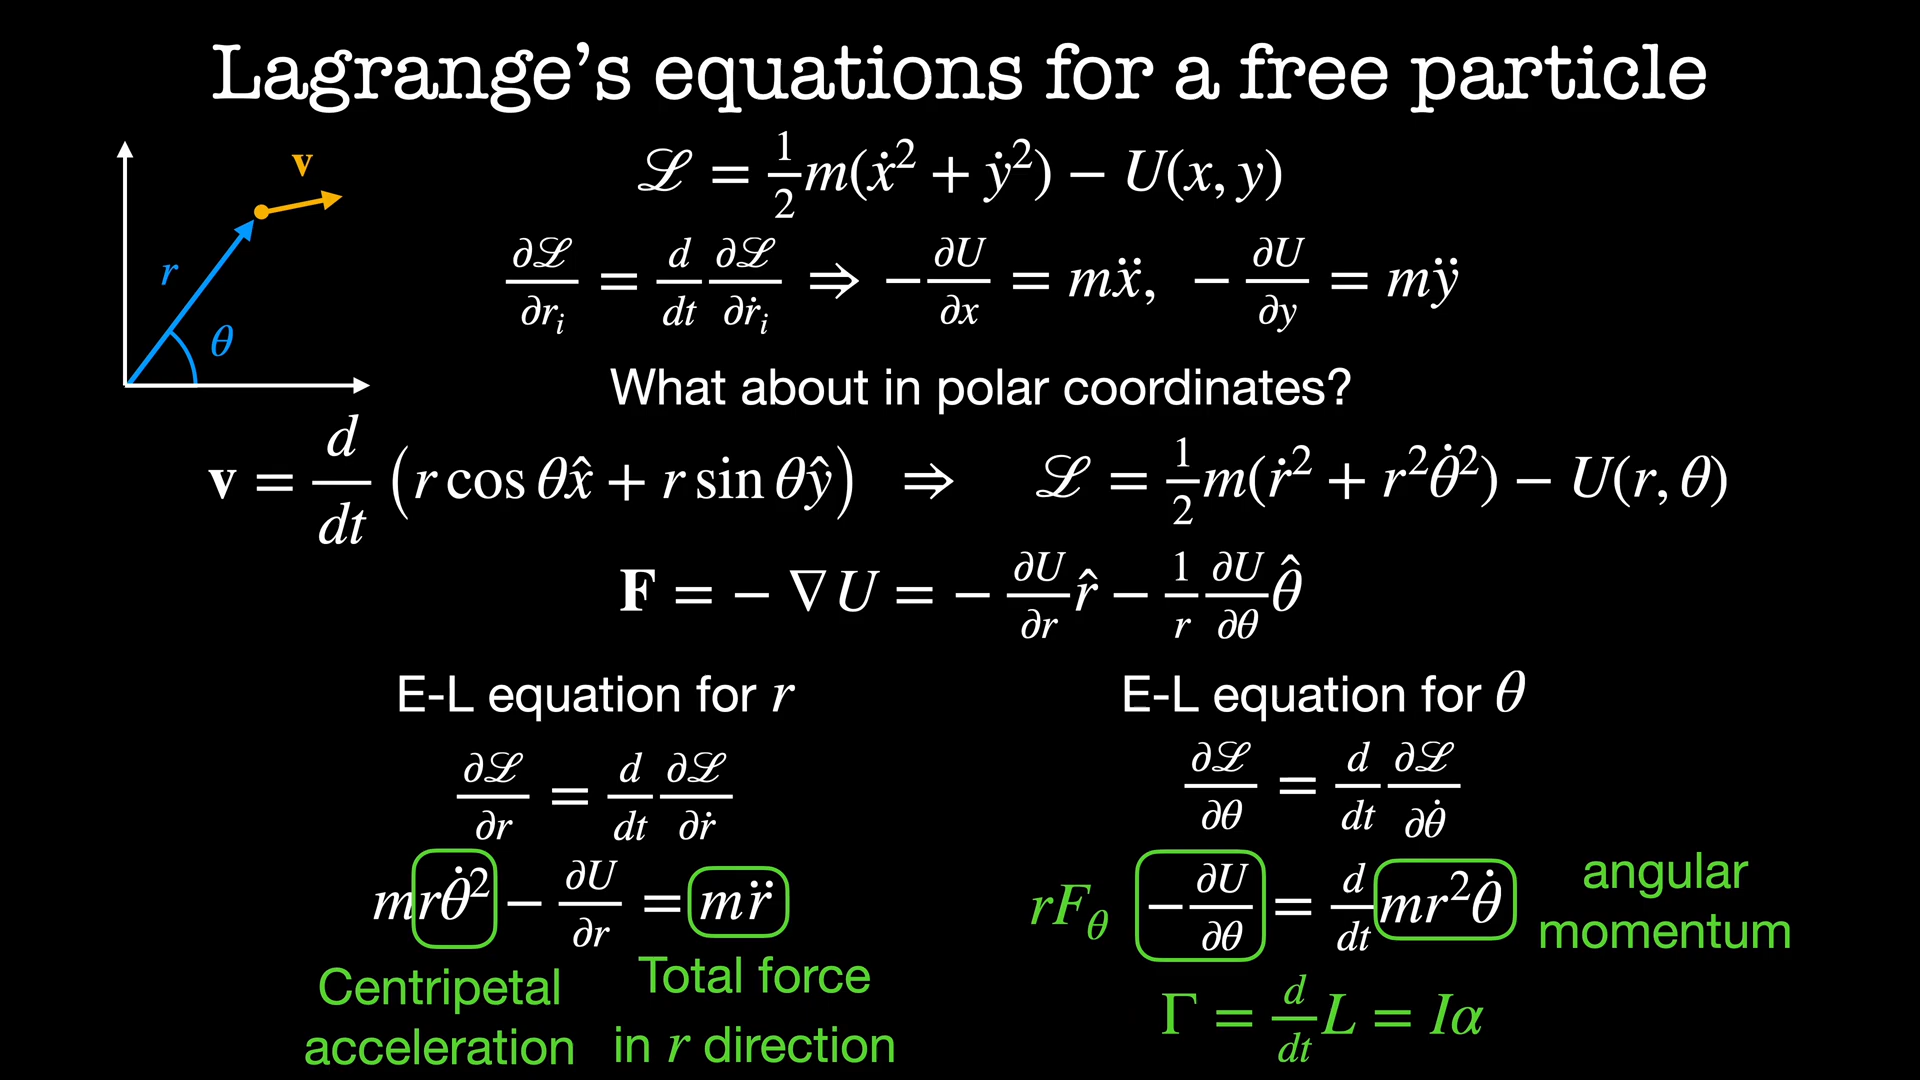 Lagrange's equations for a free particle
v
r
θ
ℒ = 1/2 m(ẋ² + ẏ²) − U(x, y)
∂ℒ/∂rᵢ = d/dt ∂ℒ/∂ṙᵢ ⇒ −∂U/∂x = mẍ, −∂U/∂y = mÿ
What about in polar coordinates?
v = d/dt (r cos θx̂ + r sin θŷ) ⇒ ℒ = 1/2 m(ṙ² + r²θ̇²) − U(r, θ)
F = − ∇U = − ∂U/∂r r̂ − 1/r ∂U/∂θ θ̂
E-L equation for r
∂ℒ/∂r = d/dt ∂ℒ/∂ṙ
mrθ̇² − ∂U/∂r = mr̈
Centripetal
acceleration
Total force
in r direction
E-L equation for θ
∂ℒ/∂θ = d/dt ∂ℒ/∂θ̇
rF_θ −∂U/∂θ = d/dt mr²θ̇
angular
momentum
Γ = d/dt L = Iα